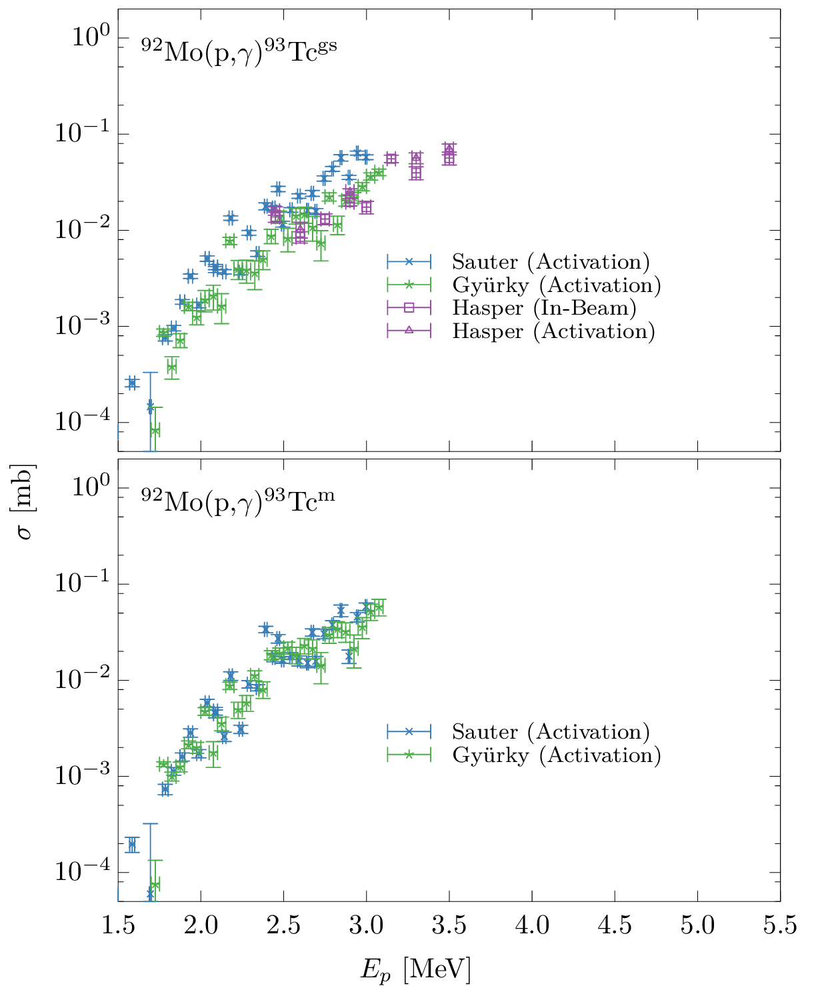 ⁹²Mo(p,γ)⁹³Tcᵍˢ
10⁰
10⁻¹
10⁻²
10⁻³
10⁻⁴
Sauter (Activation)
Gyürky (Activation)
Hasper (In-Beam)
Hasper (Activation)
σ [mb]
⁹²Mo(p,γ)⁹³Tcᵐ
10⁰
10⁻¹
10⁻²
10⁻³
10⁻⁴
Sauter (Activation)
Gyürky (Activation)
1.5 2.0 2.5 3.0 3.5 4.0 4.5 5.0 5.5
Eₚ [MeV]